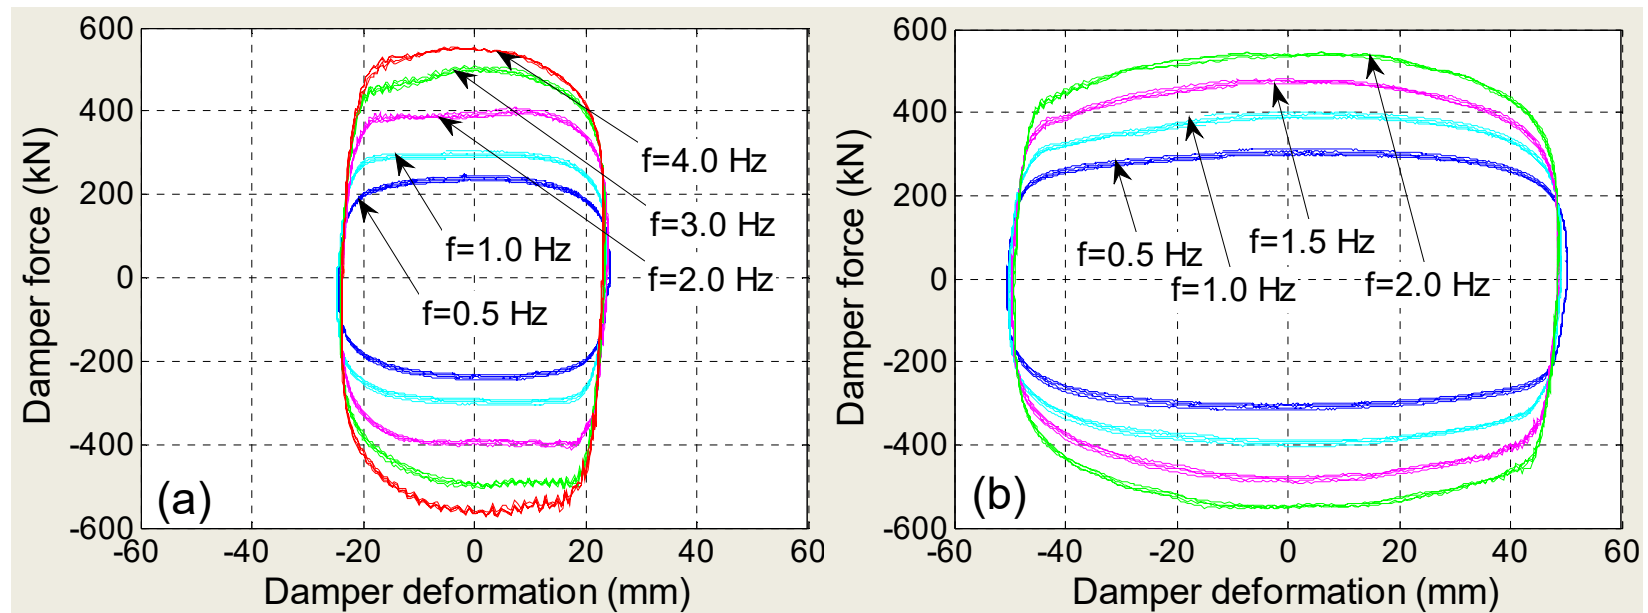 600
400
200
0
-200
-400
-600
-60 -40 -20 0 20 40 60
Damper force (kN)
Damper deformation (mm)
(a)
f=4.0 Hz
f=3.0 Hz
f=1.0 Hz
f=2.0 Hz
f=0.5 Hz
600
400
200
0
-200
-400
-600
-60 -40 -20 0 20 40 60
Damper force (kN)
Damper deformation (mm)
(b)
f=0.5 Hz
f=1.5 Hz
f=1.0 Hz
f=2.0 Hz